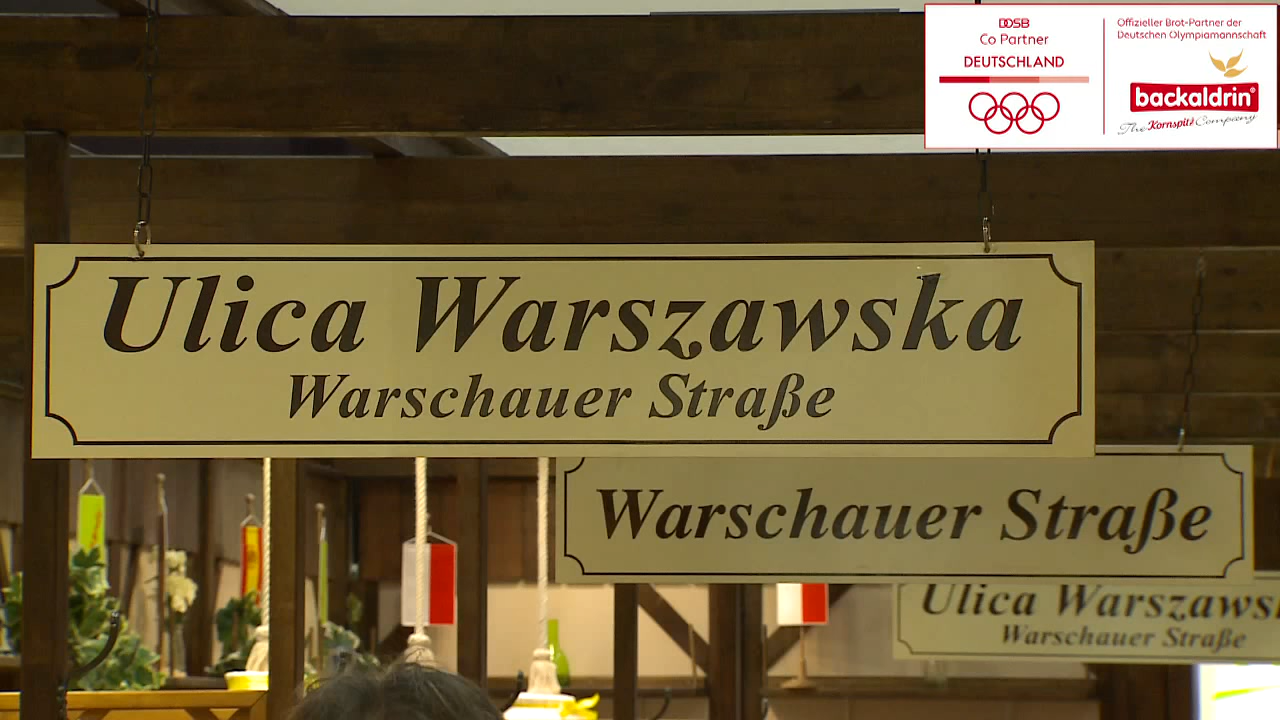 DOSB
Co Partner
DEUTSCHLAND
Offizieller Brot-Partner der
Deutschen Olympiamannschaft
backaldrin®
The Kornspitz Company
Ulica Warszawska
Warschauer Straße
Warschauer Straße
Ulica Warszaws
Warschauer Straße